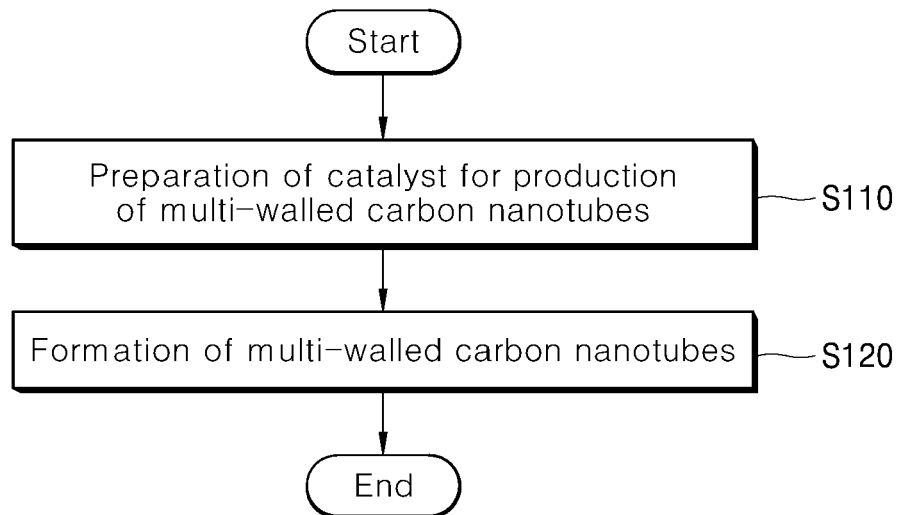 Start
Preparation of catalyst for production
of multi-walled carbon nanotubes
S110
Formation of multi-walled carbon nanotubes
S120
End